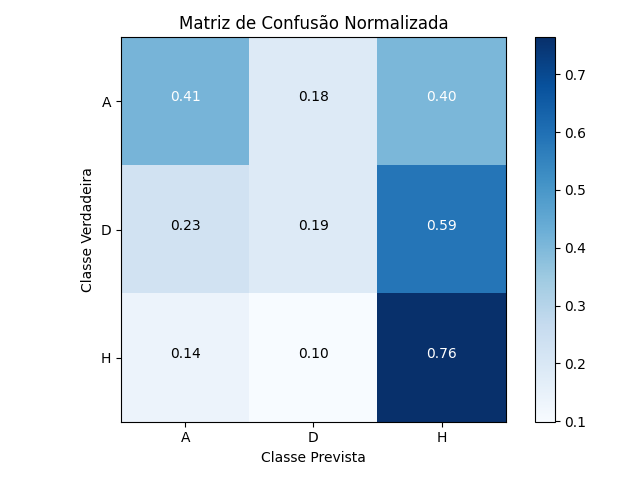 Matriz de Confusão Normalizada
A 0.41 0.18 0.40
D 0.23 0.19 0.59
H 0.14 0.10 0.76
A D H
Classe Prevista
Classe Verdadeira
0.7
0.6
0.5
0.4
0.3
0.2
0.1